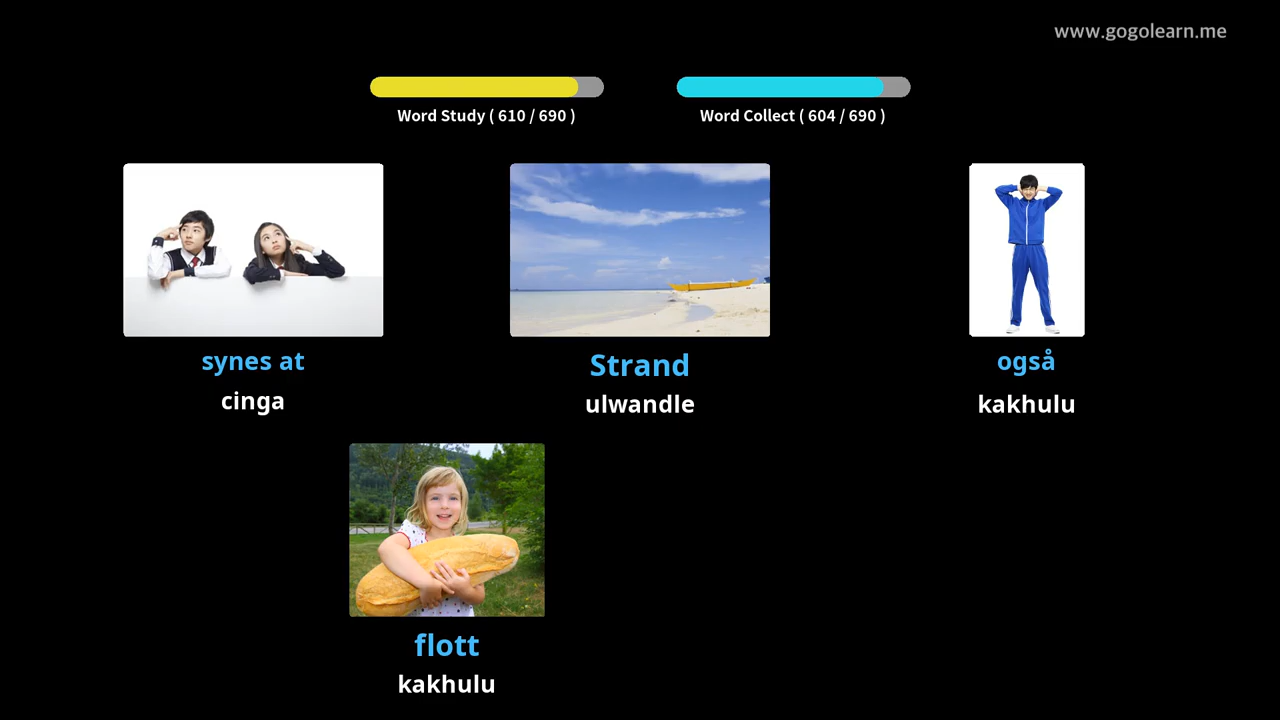 www.gogolearn.me
Word Study ( 610 / 690 )
Word Collect ( 604 / 690 )
synes at
cinga
Strand
ulwandle
også
kakhulu
flott
kakhulu